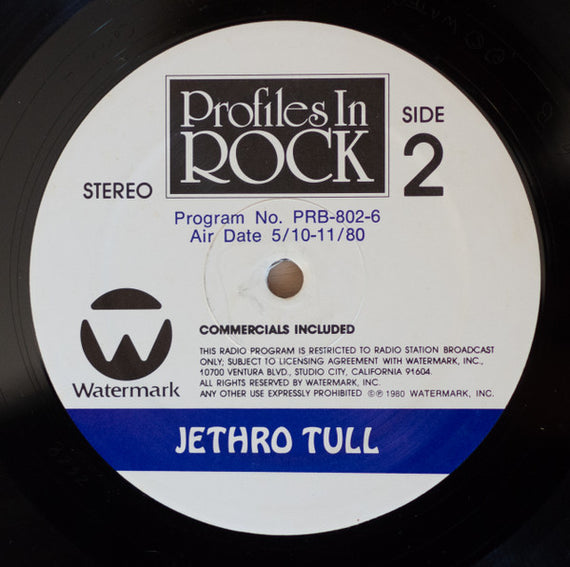 Profiles In
ROCK
SIDE
2
STEREO
Program No. PRB-802-6
Air Date 5/10-11/80
COMMERCIALS INCLUDED
THIS RADIO PROGRAM IS RESTRICTED TO RADIO STATION BROADCAST
ONLY; SUBJECT TO LICENSING AGREEMENT WITH WATERMARK, INC.,
10700 VENTURA BLVD., STUDIO CITY, CALIFORNIA 91604.
ALL RIGHTS RESERVED BY WATERMARK, INC.
ANY OTHER USE EXPRESSLY PROHIBITED ©℗ 1980 WATERMARK, INC.
W
Watermark
JETHRO TULL